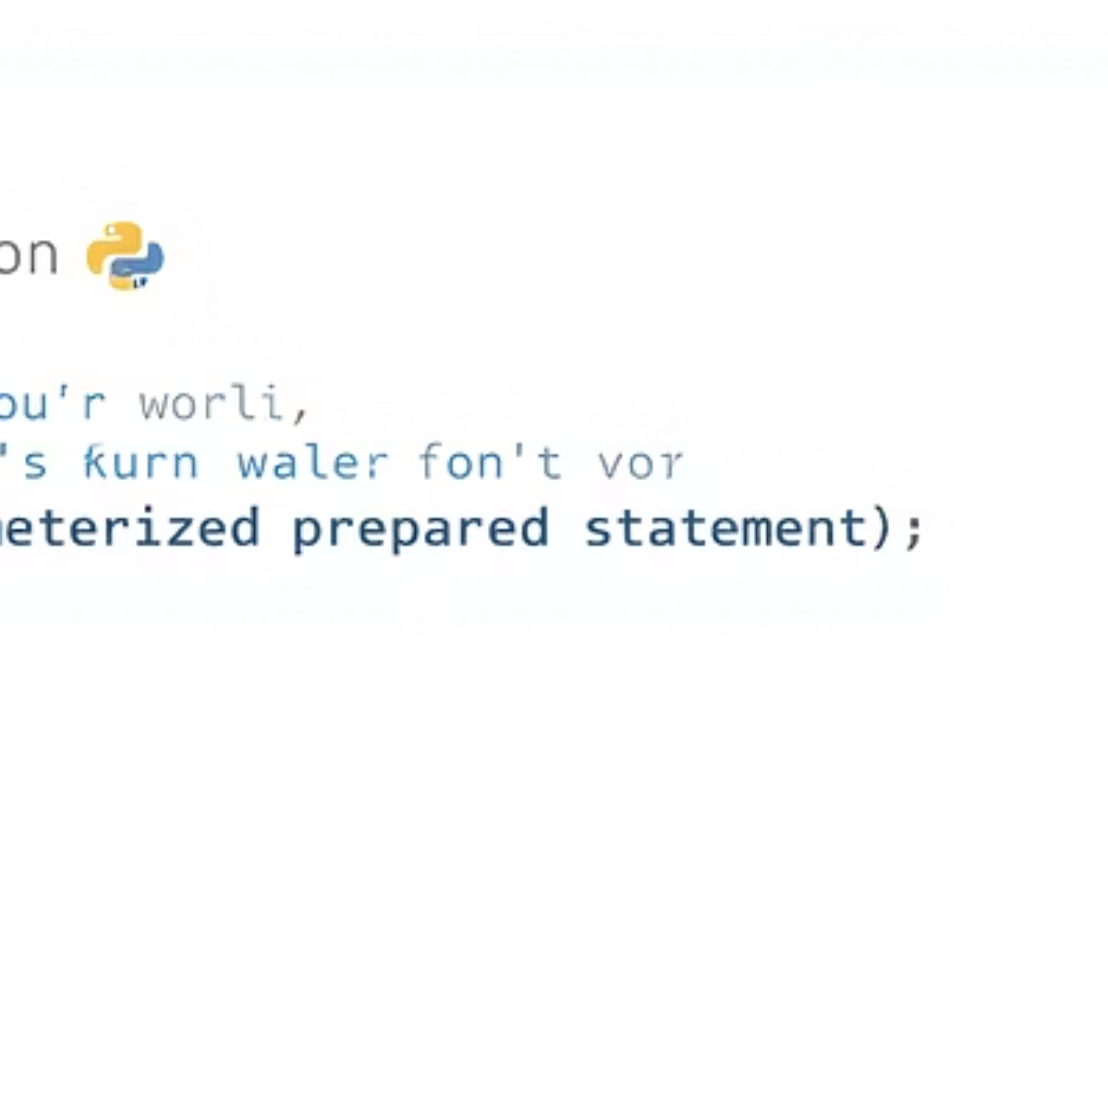 on
ou'r worli,
's kurn waler fon't vor
eterized prepared statement);